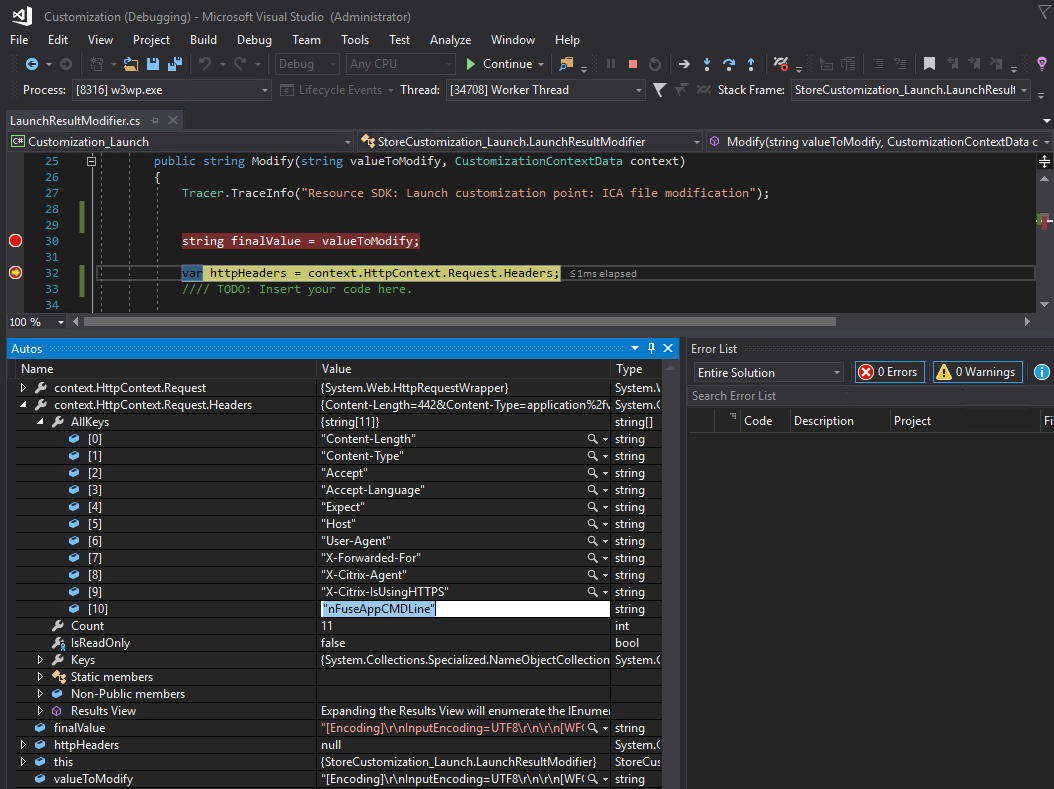 Customization (Debugging) - Microsoft Visual Studio (Administrator)
File Edit View Project Build Debug Team Tools Test Analyze Window Help
Debug Any CPU Continue
Process: [8316] w3wp.exe Lifecycle Events Thread: [34708] Worker Thread Stack Frame: StoreCustomization_Launch.LaunchResult
LaunchResultModifier.cs
C# Customization_Launch StoreCustomization_Launch.LaunchResultModifier Modify(string valueToModify, CustomizationContextData c
25 public string Modify(string valueToModify, CustomizationContextData context)
26 {
27 Tracer.TraceInfo("Resource SDK: Launch customization point: ICA file modification");
28
29
30 string finalValue = valueToModify;
31
32 var httpHeaders = context.HttpContext.Request.Headers; ≤1ms elapsed
33 //// TODO: Insert your code here.
34
100 %
Autos
Name Value Type
context.HttpContext.Request {System.Web.HttpRequestWrapper} System.W
context.HttpContext.Request.Headers {Content-Length=442&Content-Type=application%2fv System.C
AllKeys {string[11]} string[]
[0] "Content-Length" string
[1] "Content-Type" string
[2] "Accept" string
[3] "Accept-Language" string
[4] "Expect" string
[5] "Host" string
[6] "User-Agent" string
[7] "X-Forwarded-For" string
[8] "X-Citrix-Agent" string
[9] "X-Citrix-IsUsingHTTPS" string
[10] "nFuseAppCMDLine" string
Count 11 int
IsReadOnly false bool
Keys {System.Collections.Specialized.NameObjectCollection System.C
Static members
Non-Public members
Results View Expanding the Results View will enumerate the IEnumer
finalValue "[Encoding]\r\nInputEncoding=UTF8\r\n\r\n[WF( string
httpHeaders null System.C
this {StoreCustomization_Launch.LaunchResultModifier} StoreCus
valueToModify "[Encoding]\r\nInputEncoding=UTF8\r\n\r\n[WF( string
Error List
Entire Solution 0 Errors 0 Warnings
Search Error List
Code Description Project Fi